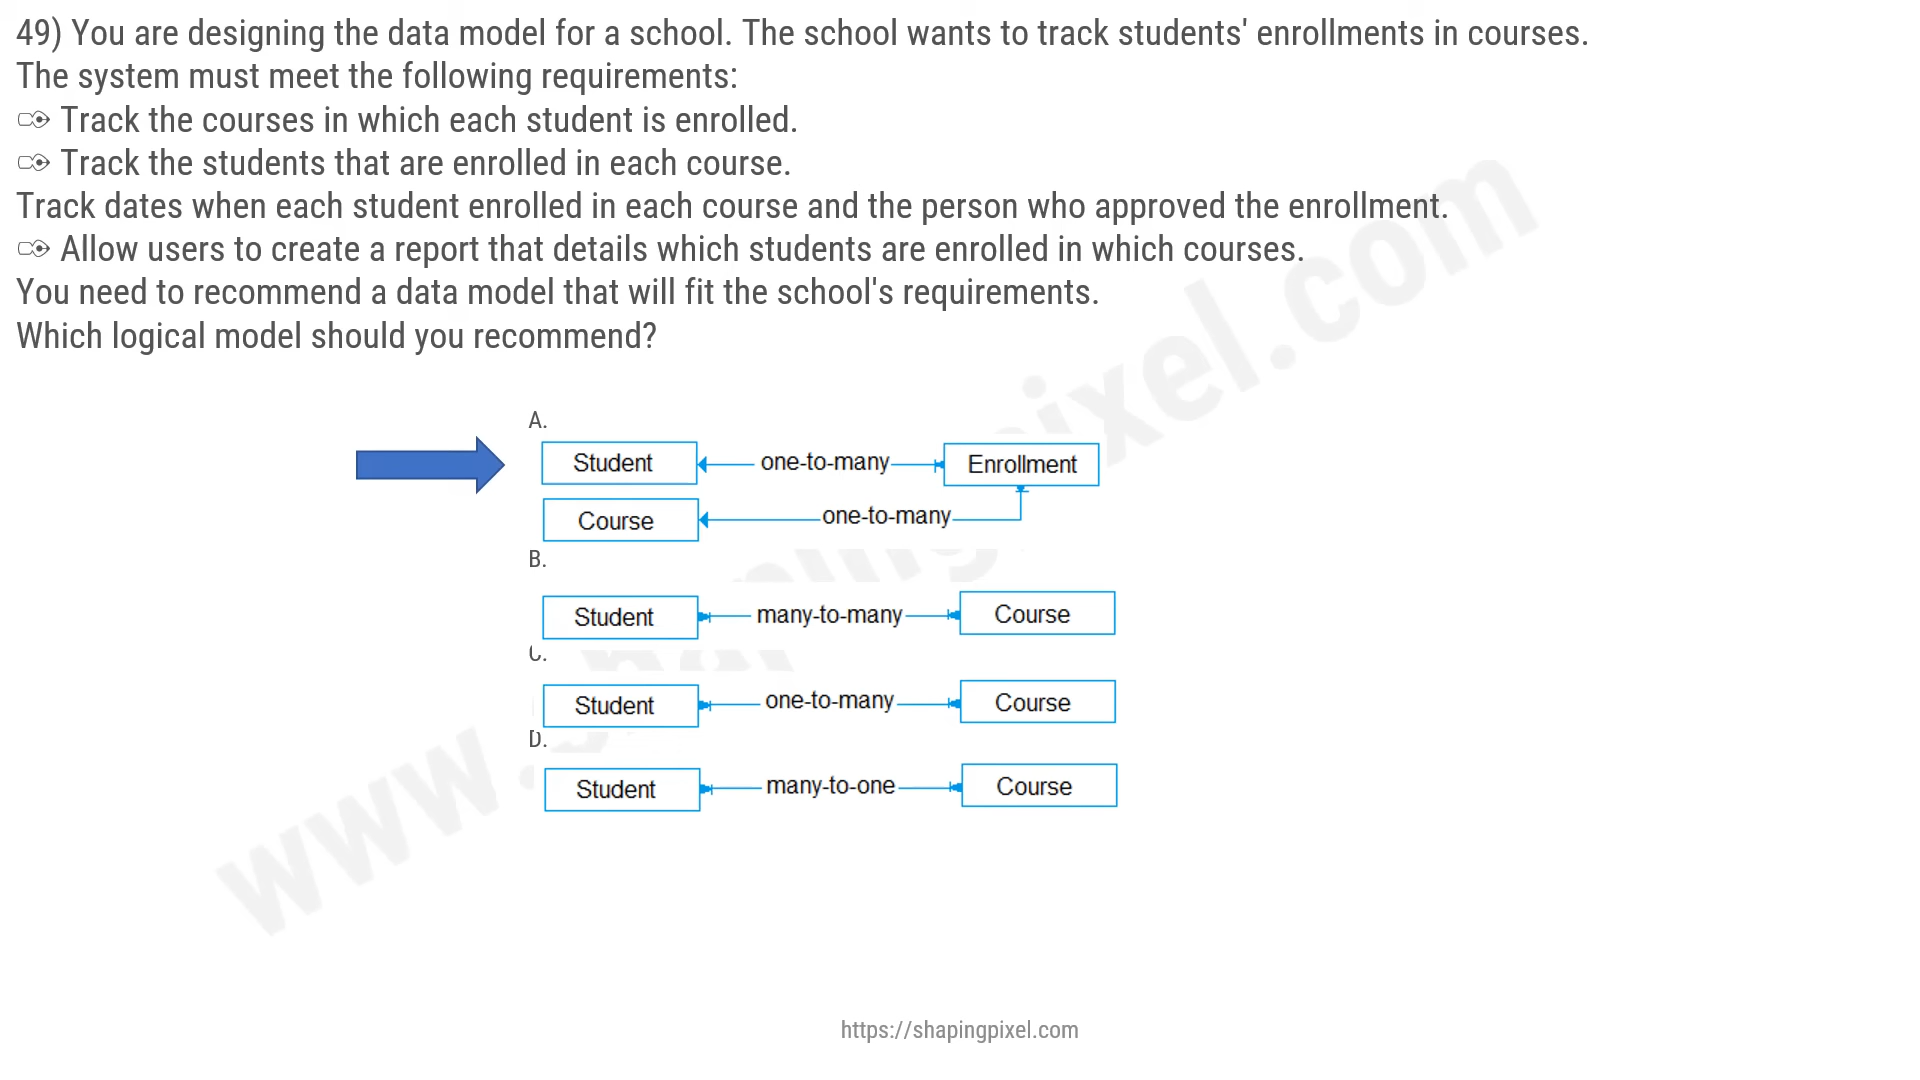 49) You are designing the data model for a school. The school wants to track students' enrollments in courses.
The system must meet the following requirements:
Track the courses in which each student is enrolled.
Track the students that are enrolled in each course.
Track dates when each student enrolled in each course and the person who approved the enrollment.
Allow users to create a report that details which students are enrolled in which courses.
You need to recommend a data model that will fit the school's requirements.
Which logical model should you recommend?
A.
Student one-to-many Enrollment
Course one-to-many
B.
Student many-to-many Course
C.
Student one-to-many Course
D.
Student many-to-one Course
https://shapingpixel.com